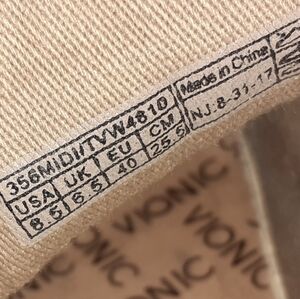 356MIDI/TVW4810
USA UK EU CM
8.5 6.5 40 25.5
Made in China
NJ.8-31-17
VIONIC
VIONIC
VIONIC